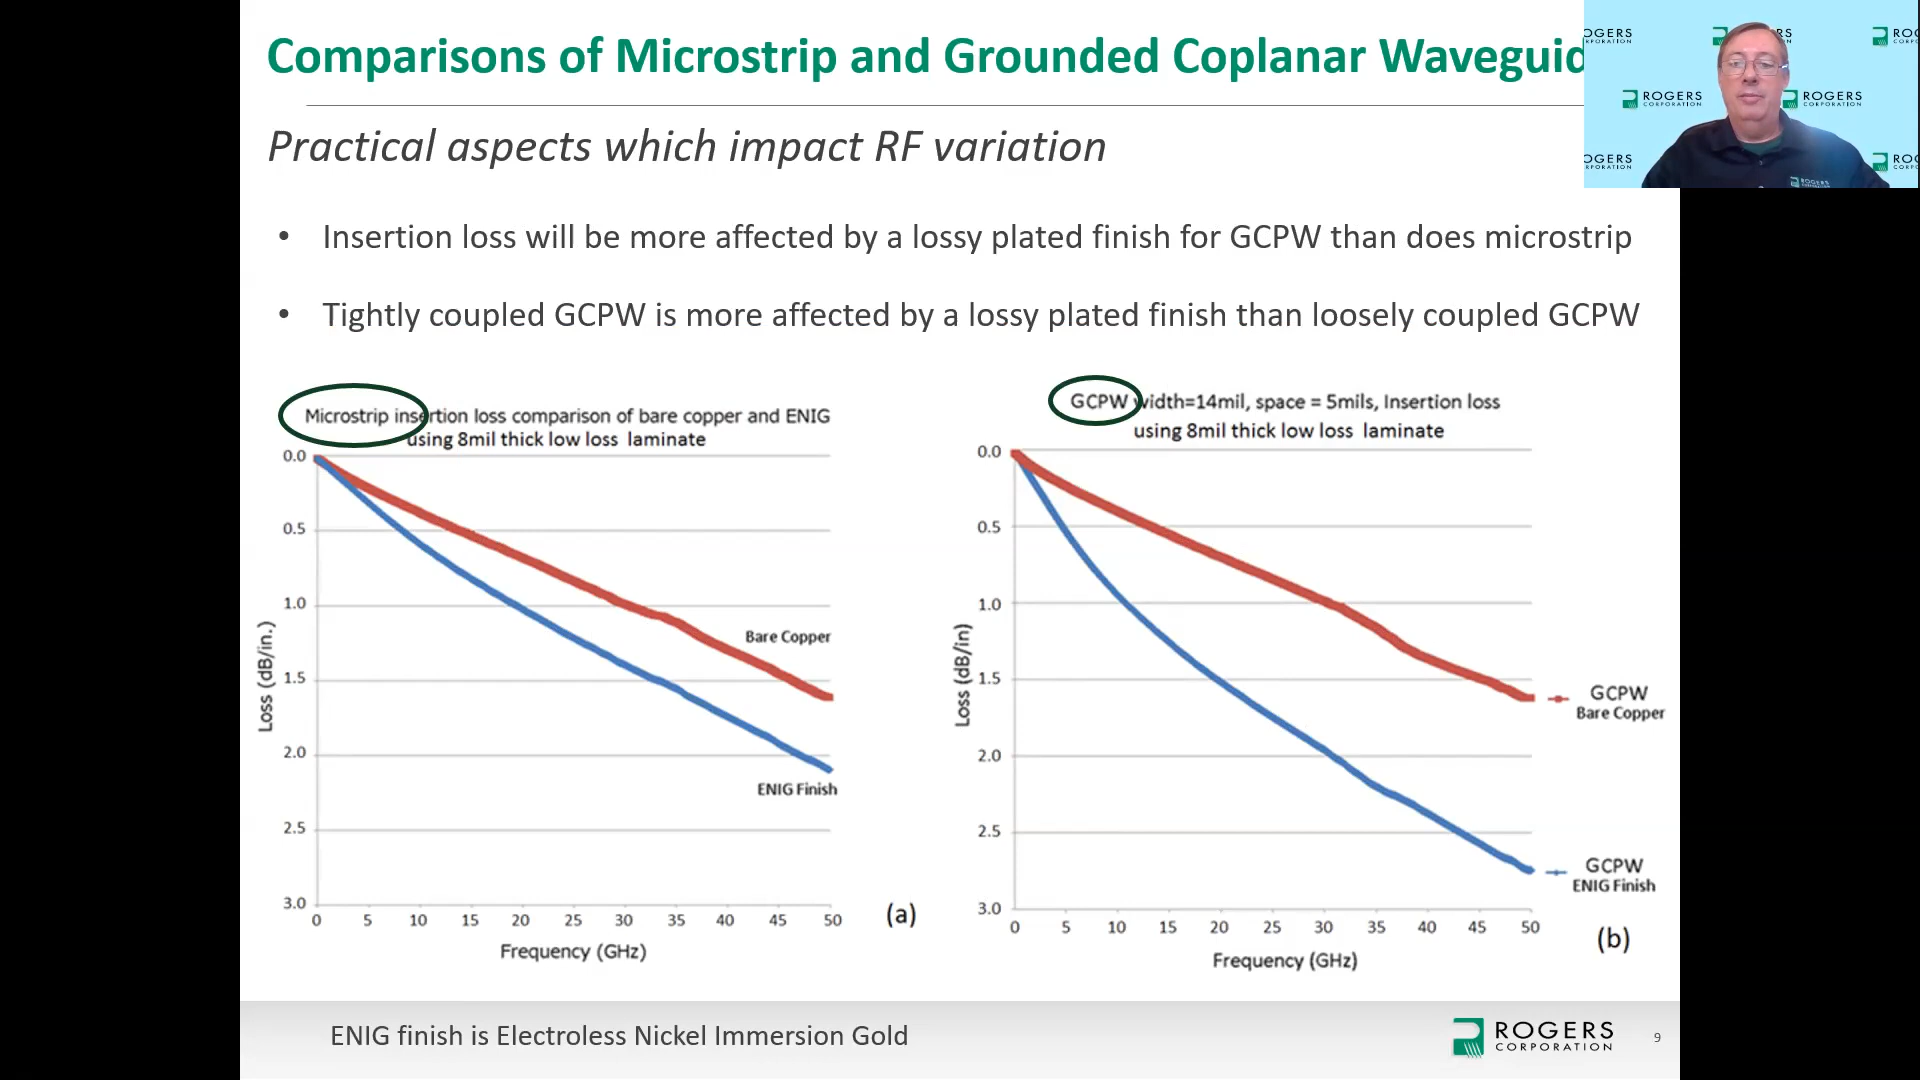 Comparisons of Microstrip and Grounded Coplanar Waveguid
Practical aspects which impact RF variation
• Insertion loss will be more affected by a lossy plated finish for GCPW than does microstrip
• Tightly coupled GCPW is more affected by a lossy plated finish than loosely coupled GCPW
Microstrip insertion loss comparison of bare copper and ENIG
using 8mil thick low loss laminate
0.0
0.5
1.0
1.5
2.0
2.5
3.0
Loss (dB/in.)
Bare Copper
ENIG Finish
0 5 10 15 20 25 30 35 40 45 50
Frequency (GHz)
(a)
GCPW width=14mil, space = 5mils, Insertion loss
using 8mil thick low loss laminate
0.0
0.5
1.0
1.5
2.0
2.5
3.0
Loss (dB/in)
GCPW
Bare Copper
GCPW
ENIG Finish
0 5 10 15 20 25 30 35 40 45 50
Frequency (GHz)
(b)
ENIG finish is Electroless Nickel Immersion Gold
ROGERS
CORPORATION
9
ROGERS
CORPORATION
ROGERS
CORPORATION